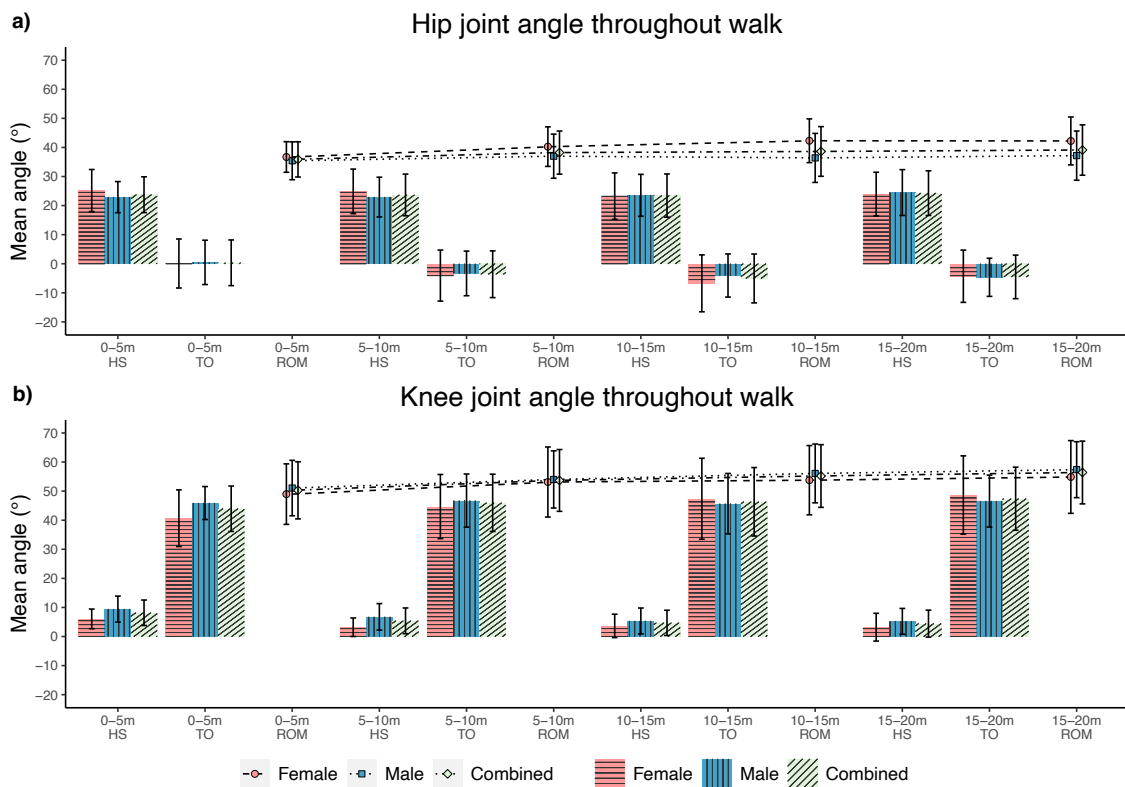 a)
Hip joint angle throughout walk
Mean angle (°)
70
60
50
40
30
20
10
0
−10
−20
0−5m
HS
0−5m
TO
0−5m
ROM
5−10m
HS
5−10m
TO
5−10m
ROM
10−15m
HS
10−15m
TO
10−15m
ROM
15−20m
HS
15−20m
TO
15−20m
ROM
b)
Knee joint angle throughout walk
Mean angle (°)
70
60
50
40
30
20
10
0
−10
−20
0−5m
HS
0−5m
TO
0−5m
ROM
5−10m
HS
5−10m
TO
5−10m
ROM
10−15m
HS
10−15m
TO
10−15m
ROM
15−20m
HS
15−20m
TO
15−20m
ROM
Female Male Combined Female Male Combined